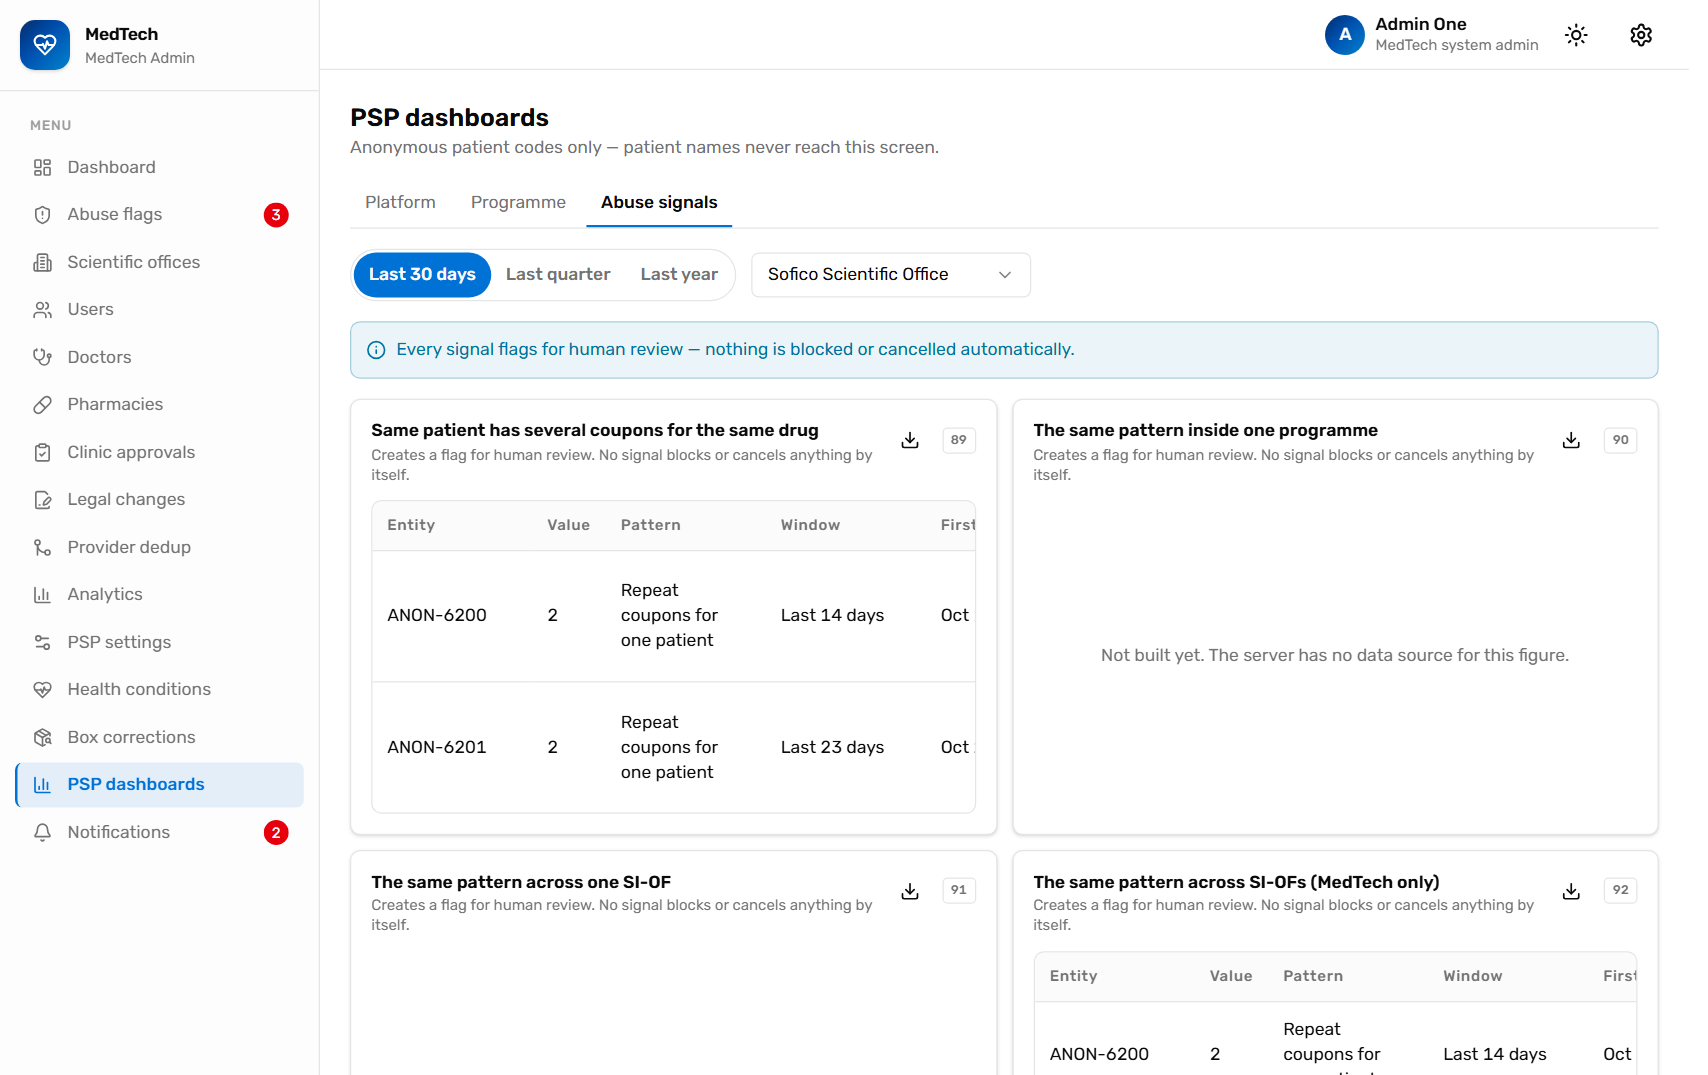 MedTech
MedTech Admin
MENU
Dashboard
Abuse flags 3
Scientific offices
Users
Doctors
Pharmacies
Clinic approvals
Legal changes
Provider dedup
Analytics
PSP settings
Health conditions
Box corrections
PSP dashboards
Notifications 2
A
Admin One
MedTech system admin
PSP dashboards
Anonymous patient codes only — patient names never reach this screen.
Platform Programme Abuse signals
Last 30 days Last quarter Last year Sofico Scientific Office
Every signal flags for human review — nothing is blocked or cancelled automatically.
Same patient has several coupons for the same drug
Creates a flag for human review. No signal blocks or cancels anything by
itself.
89
Entity Value Pattern Window First
ANON-6200 2 Repeat
coupons for
one patient Last 14 days Oct
ANON-6201 2 Repeat
coupons for
one patient Last 23 days Oct
The same pattern inside one programme
Creates a flag for human review. No signal blocks or cancels anything by
itself.
90
Not built yet. The server has no data source for this figure.
The same pattern across one SI-OF
Creates a flag for human review. No signal blocks or cancels anything by
itself.
91
The same pattern across SI-OFs (MedTech only)
Creates a flag for human review. No signal blocks or cancels anything by
itself.
92
Entity Value Pattern Window First
ANON-6200 2 Repeat
coupons for
Last 14 days Oct